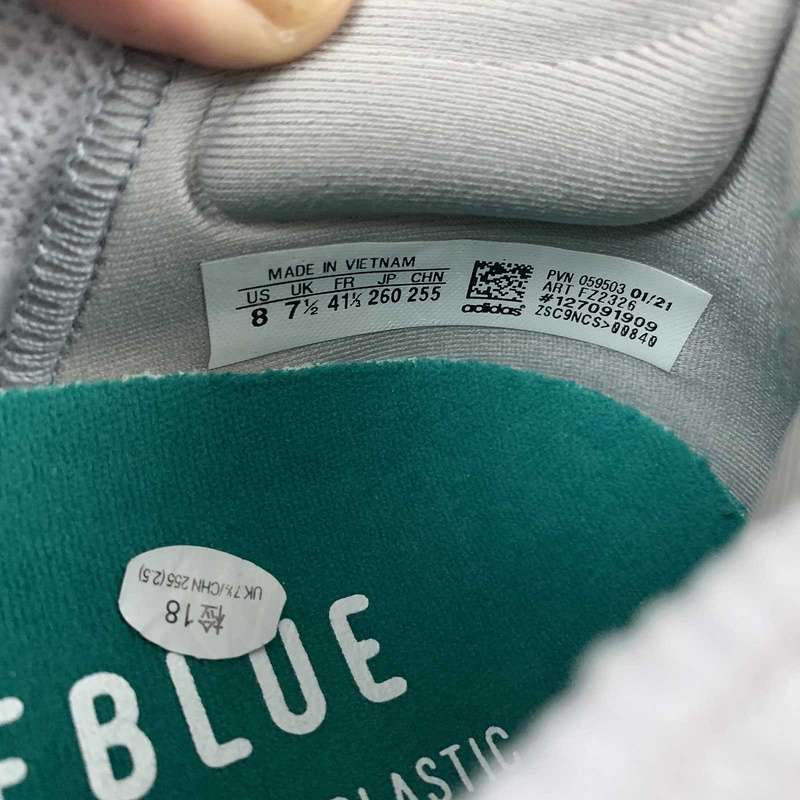 MADE IN VIETNAM
US UK FR JP CHN
8 7½ 41⅓ 260 255
adidas
PVN 059503 01/21
ART FZ2326
#127091909
ZSC9NCS>00840
UK 7½/CHN 255(2.5)
检18
E BLUE
PLASTIC